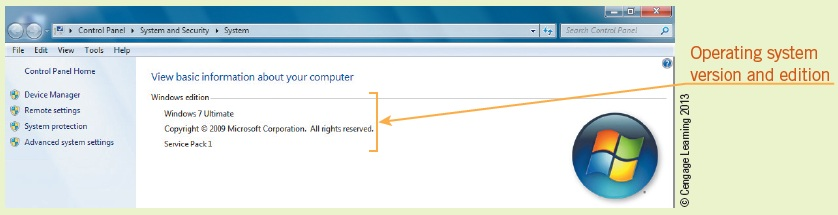 Control Panel ▸ System and Security ▸ System
Search Control Panel
File Edit View Tools Help
Control Panel Home
Device Manager
Remote settings
System protection
Advanced system settings
View basic information about your computer
Windows edition
Windows 7 Ultimate
Copyright © 2009 Microsoft Corporation. All rights reserved.
Service Pack 1
Operating system
version and edition
© Cengage Learning 2013